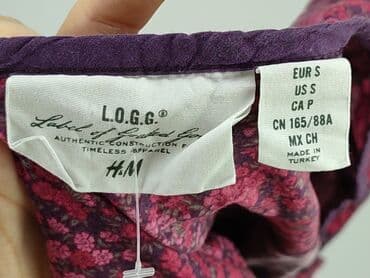 L.O.G.G.®
Label of Graded Goods
AUTHENTIC CONSTRUCTION
TIMELESS APPAREL
H&M
EUR S
US S
CA P
CN 165/88A
MX CH
MADE IN
TURKEY